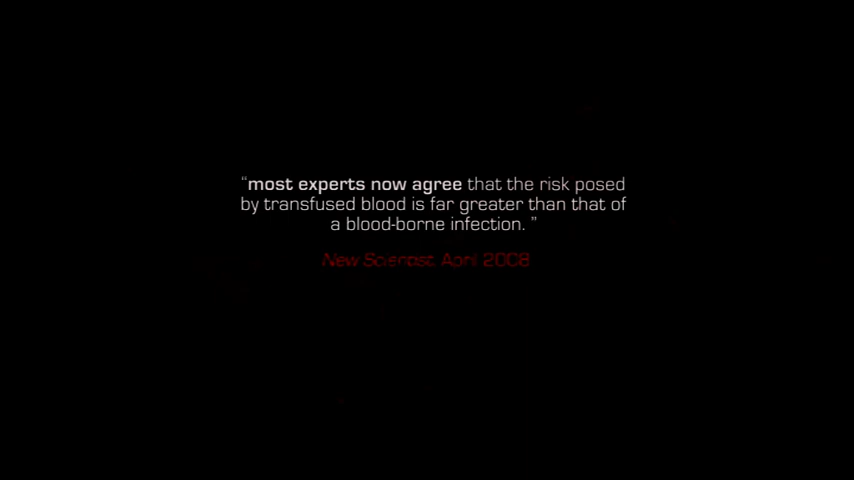 “most experts now agree that the risk posed
by transfused blood is far greater than that of
a blood-borne infection. ”
New Scientist April 2008